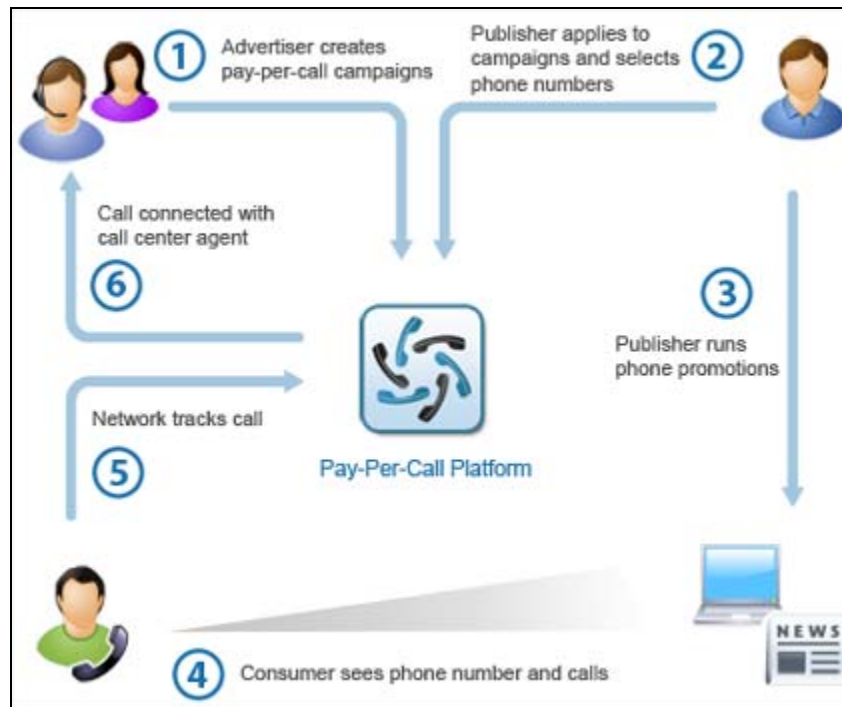 1
Advertiser creates
pay-per-call campaigns
Publisher applies to
campaigns and selects
phone numbers
2
Call connected with
call center agent
6
3
Publisher runs
phone promotions
Network tracks call
5
Pay-Per-Call Platform
NEWS
4
Consumer sees phone number and calls